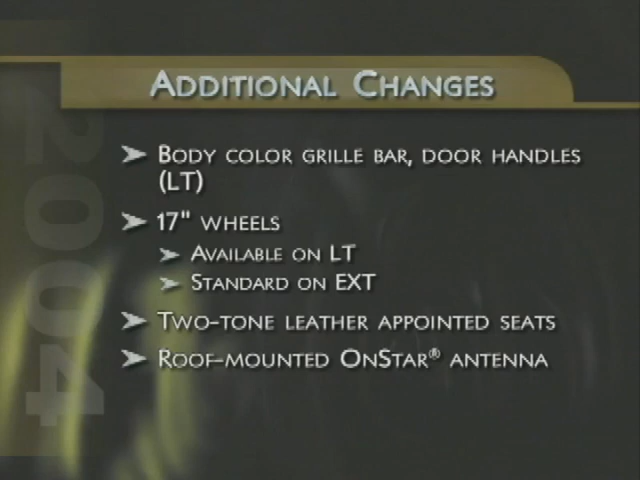 2004
ADDITIONAL CHANGES
BODY COLOR GRILLE BAR, DOOR HANDLES
(LT)
17" WHEELS
AVAILABLE ON LT
STANDARD ON EXT
TWO-TONE LEATHER APPOINTED SEATS
ROOF-MOUNTED ONSTAR® ANTENNA